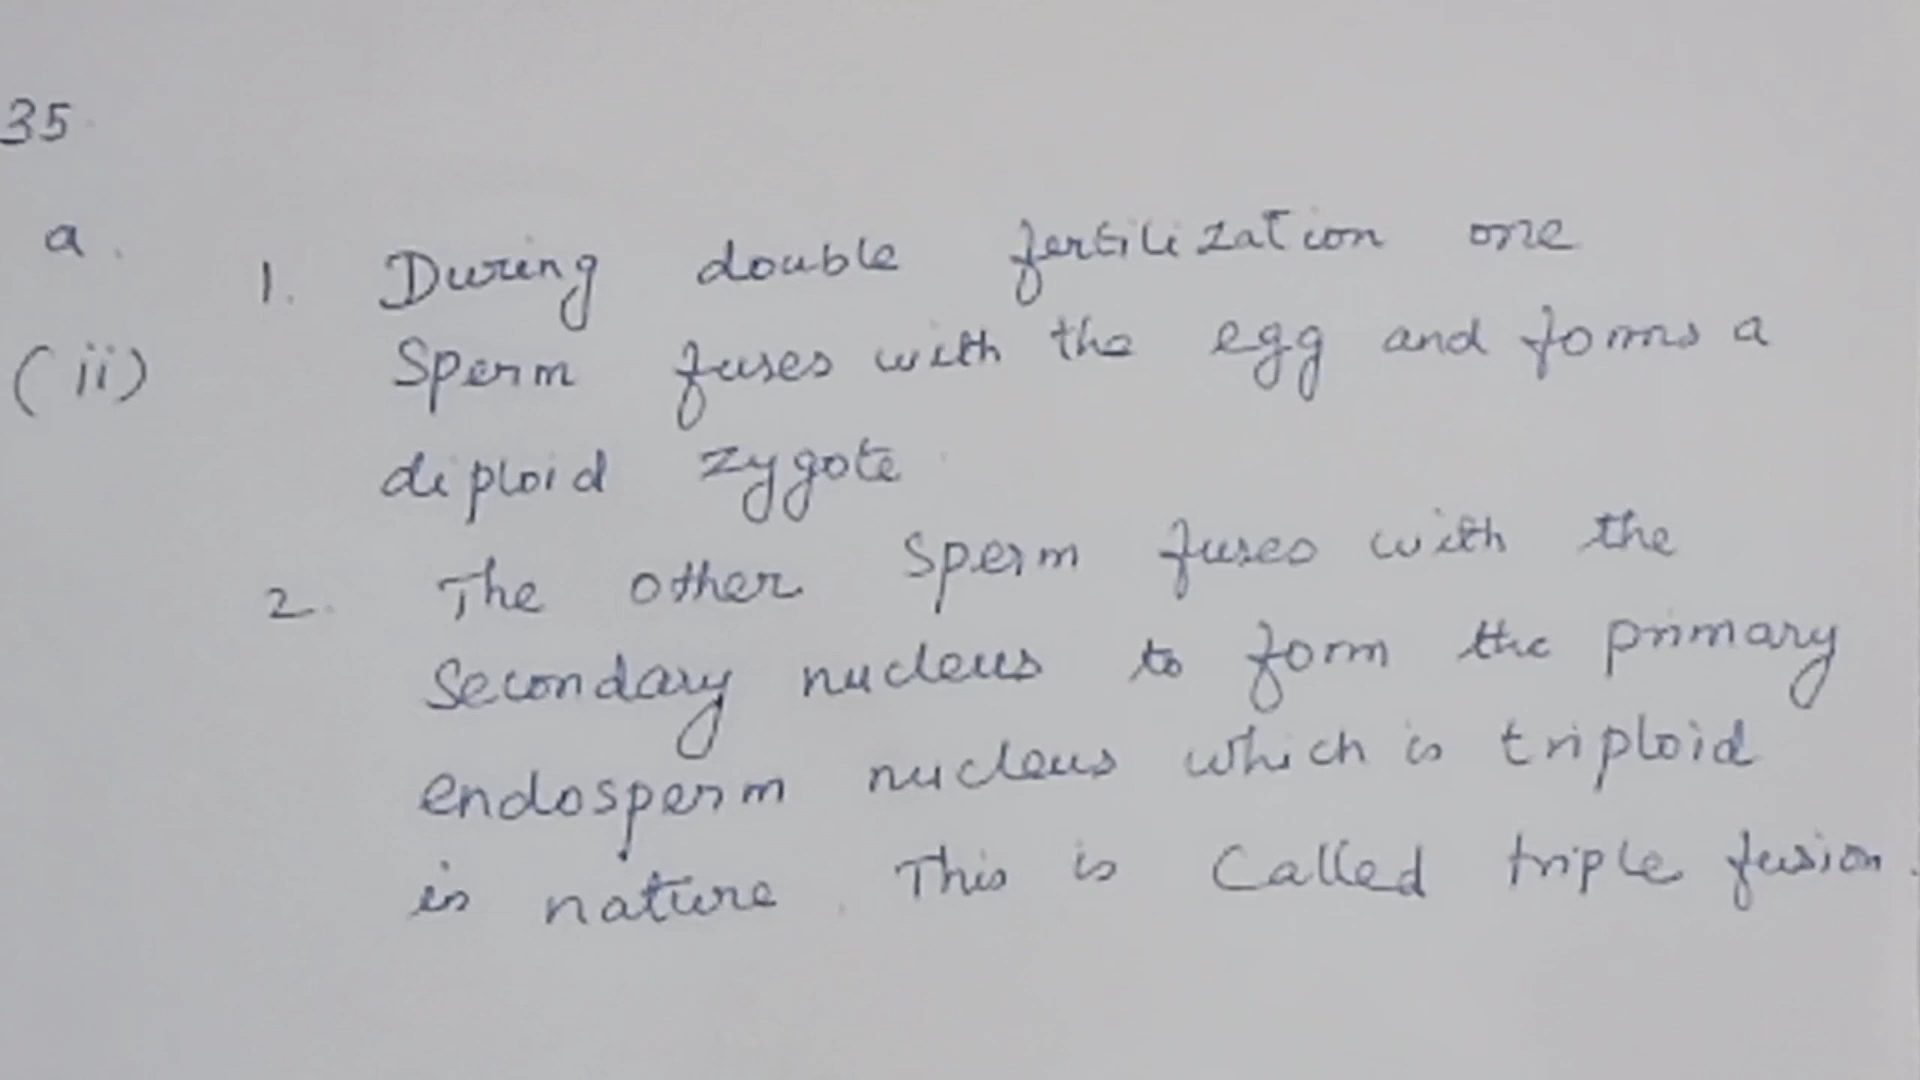 35
a.
1. During double fertilization one
(ii) Sperm fuses with the egg and forms a
diploid zygote
2. The other Sperm fuses with the
Secondary nucleus to form the primary
endosperm nucleus which is triploid
in nature. This is Called triple fusion.